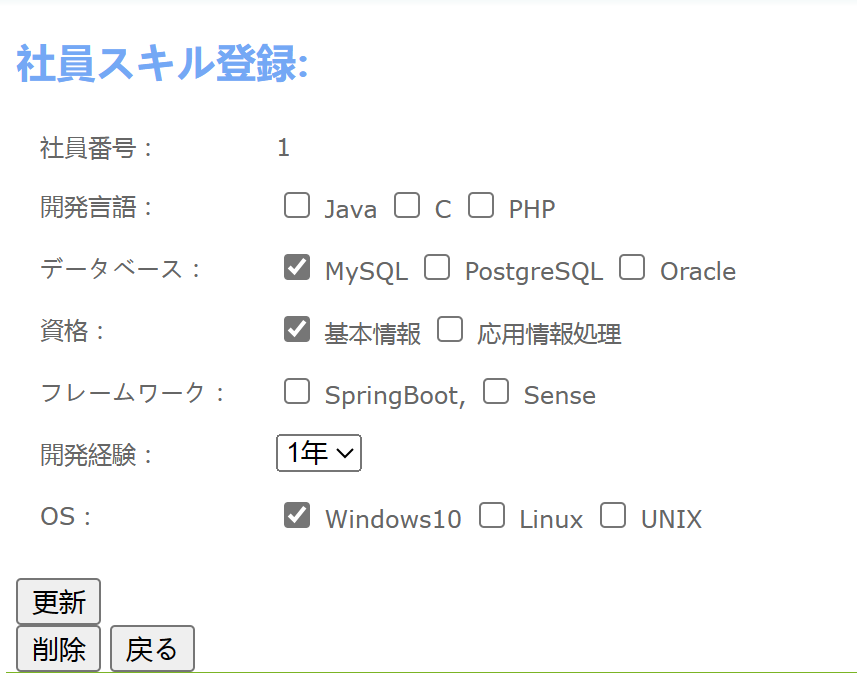 社員スキル登録:
社員番号： 1
開発言語： Java C PHP
データベース： MySQL PostgreSQL Oracle
資格： 基本情報 応用情報処理
フレームワーク： SpringBoot, Sense
開発経験： 1年
OS： Windows10 Linux UNIX
更新
削除 戻る